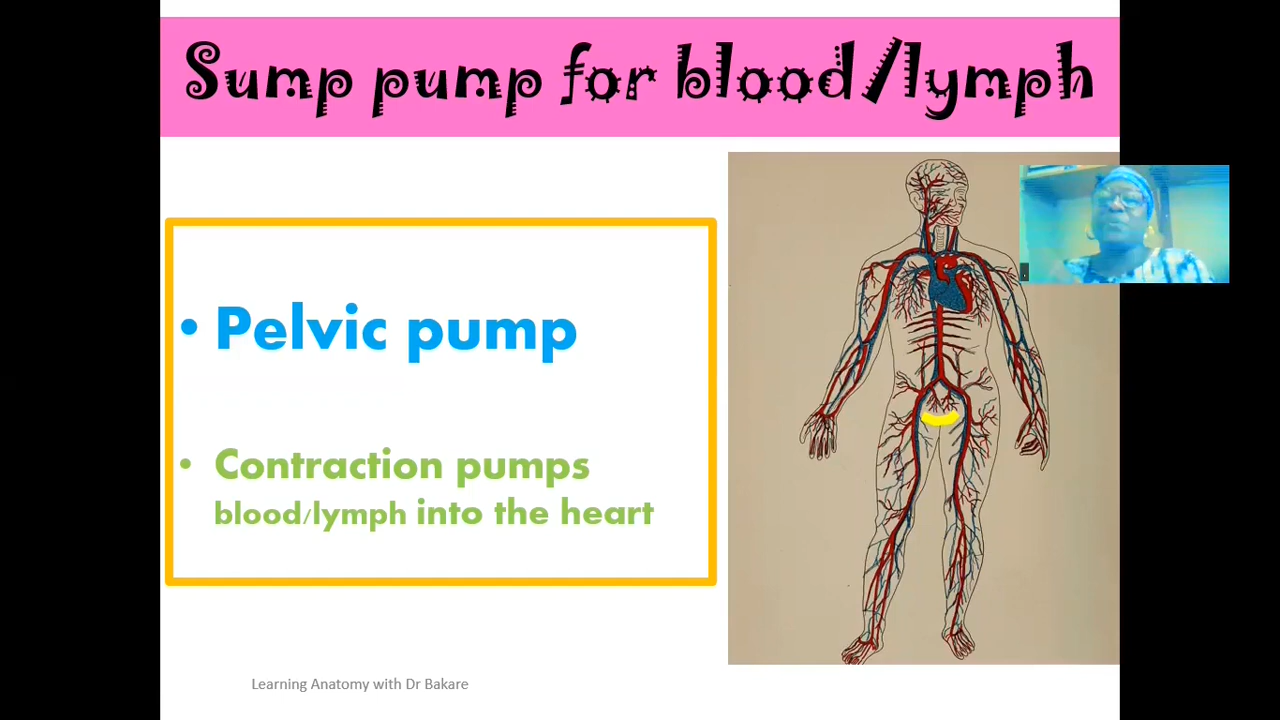 Sump pump for blood/lymph
• Pelvic pump
• Contraction pumps
blood/lymph into the heart
Learning Anatomy with Dr Bakare